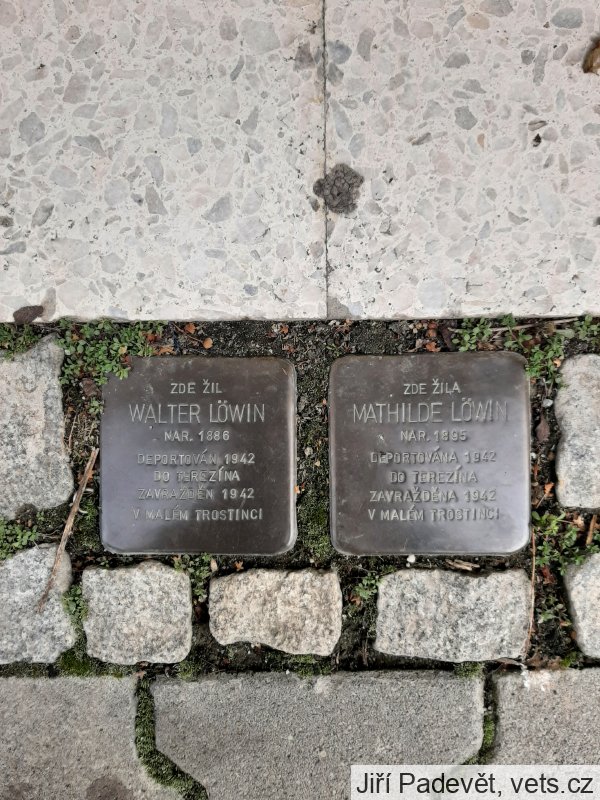 ZDE ŽIL
WALTER LÖWIN
NAR. 1886
DEPORTOVÁN 1942
DO TEREZÍNA
ZAVRAŽDĚN 1942
V MALÉM TROSTINCI
ZDE ŽILA
MATHILDE LÖWIN
NAR. 1895
DEPORTOVÁNA 1942
DO TEREZÍNA
ZAVRAŽDĚNA 1942
V MALÉM TROSTINCI
Jiří Padevět, vets.cz